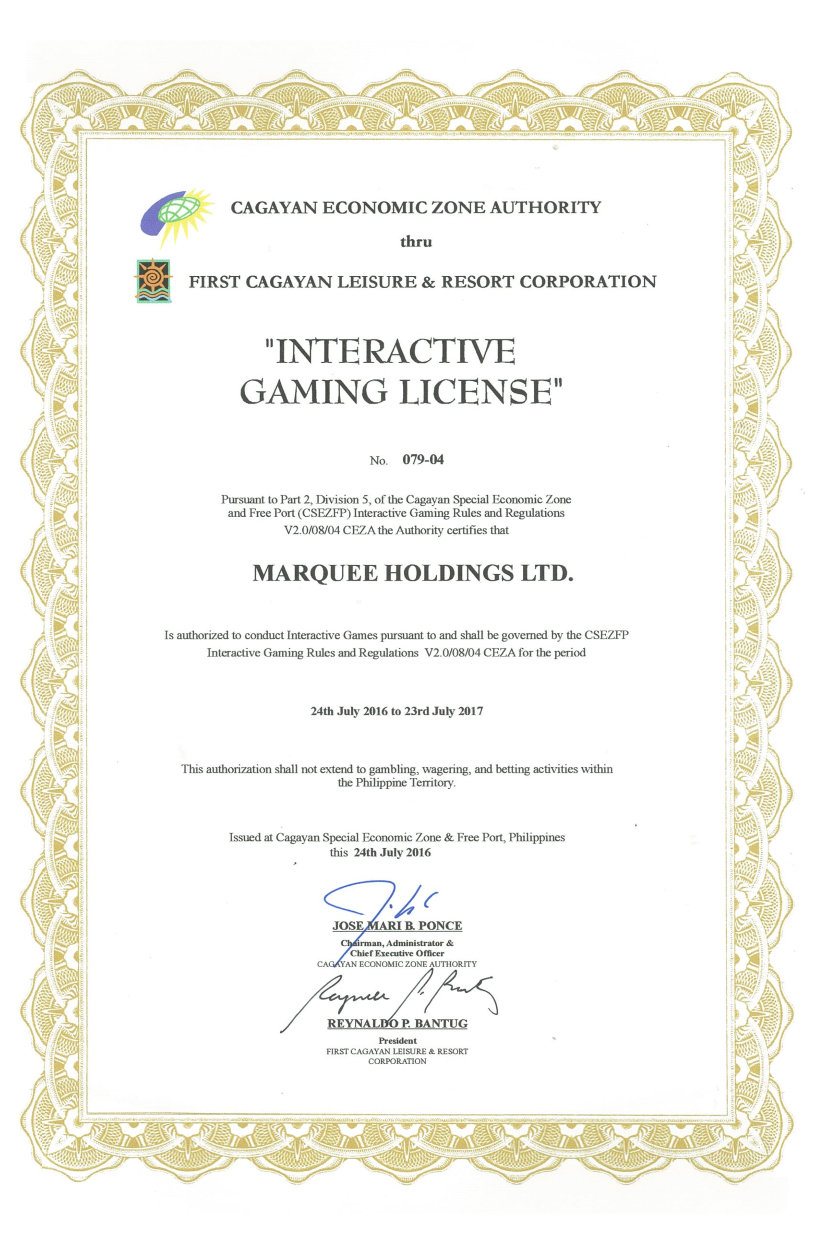 CAGAYAN ECONOMIC ZONE AUTHORITY
thru
FIRST CAGAYAN LEISURE & RESORT CORPORATION
"INTERACTIVE
GAMING LICENSE"
No. 079-04
Pursuant to Part 2, Division 5, of the Cagayan Special Economic Zone
and Free Port (CSEZFP) Interactive Gaming Rules and Regulations
V2.0/08/04 CEZA the Authority certifies that
MARQUEE HOLDINGS LTD.
Is authorized to conduct Interactive Games pursuant to and shall be governed by the CSEZFP
Interactive Gaming Rules and Regulations V2.0/08/04 CEZA for the period
24th July 2016 to 23rd July 2017
This authorization shall not extend to gambling, wagering, and betting activities within
the Philippine Territory.
Issued at Cagayan Special Economic Zone & Free Port, Philippines
this 24th July 2016
JOSE MARI B. PONCE
Chairman, Administrator &
Chief Executive Officer
CAGAYAN ECONOMIC ZONE AUTHORITY
REYNALDO P. BANTUG
President
FIRST CAGAYAN LEISURE & RESORT
CORPORATION